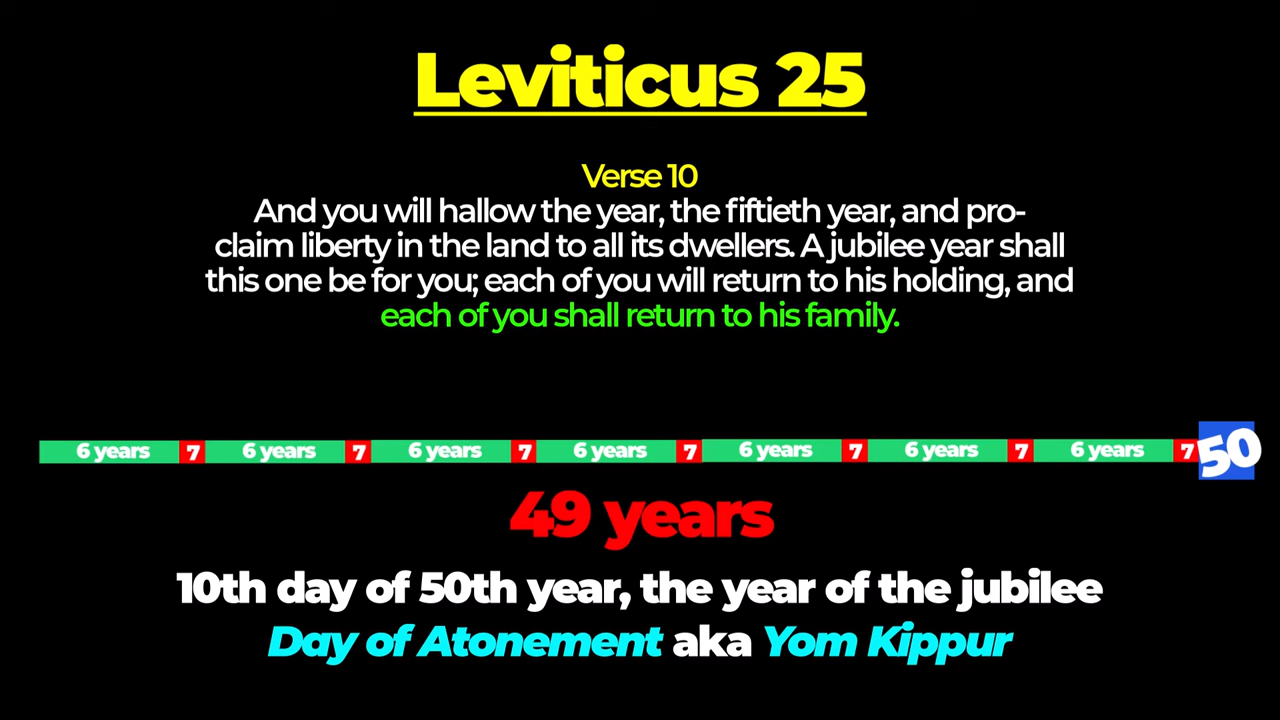 Leviticus 25
Verse 10
And you will hallow the year, the fiftieth year, and pro-
claim liberty in the land to all its dwellers. A jubilee year shall
this one be for you; each of you will return to his holding, and
each of you shall return to his family.
6 years 7 6 years 7 6 years 7 6 years 7 6 years 7 6 years 7 6 years 7 50
49 years
10th day of 50th year, the year of the jubilee
Day of Atonement aka Yom Kippur